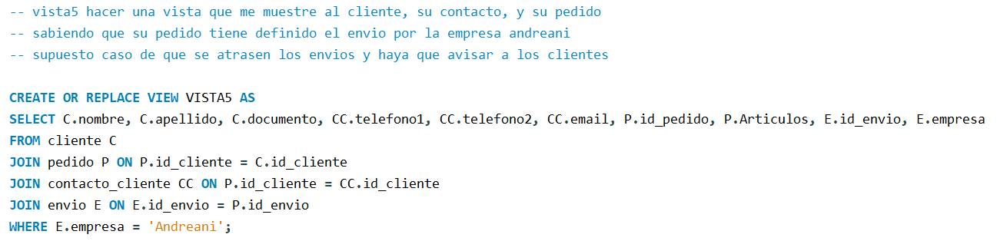 -- vista5 hacer una vista que me muestre al cliente, su contacto, y su pedido
-- sabiendo que su pedido tiene definido el envio por la empresa andreani
-- supuesto caso de que se atrasen los envios y haya que avisar a los clientes
CREATE OR REPLACE VIEW VISTA5 AS
SELECT C.nombre, C.apellido, C.documento, CC.telefono1, CC.telefono2, CC.email, P.id_pedido, P.Articulos, E.id_envio, E.empresa
FROM cliente C
JOIN pedido P ON P.id_cliente = C.id_cliente
JOIN contacto_cliente CC ON P.id_cliente = CC.id_cliente
JOIN envio E ON E.id_envio = P.id_envio
WHERE E.empresa = 'Andreani';